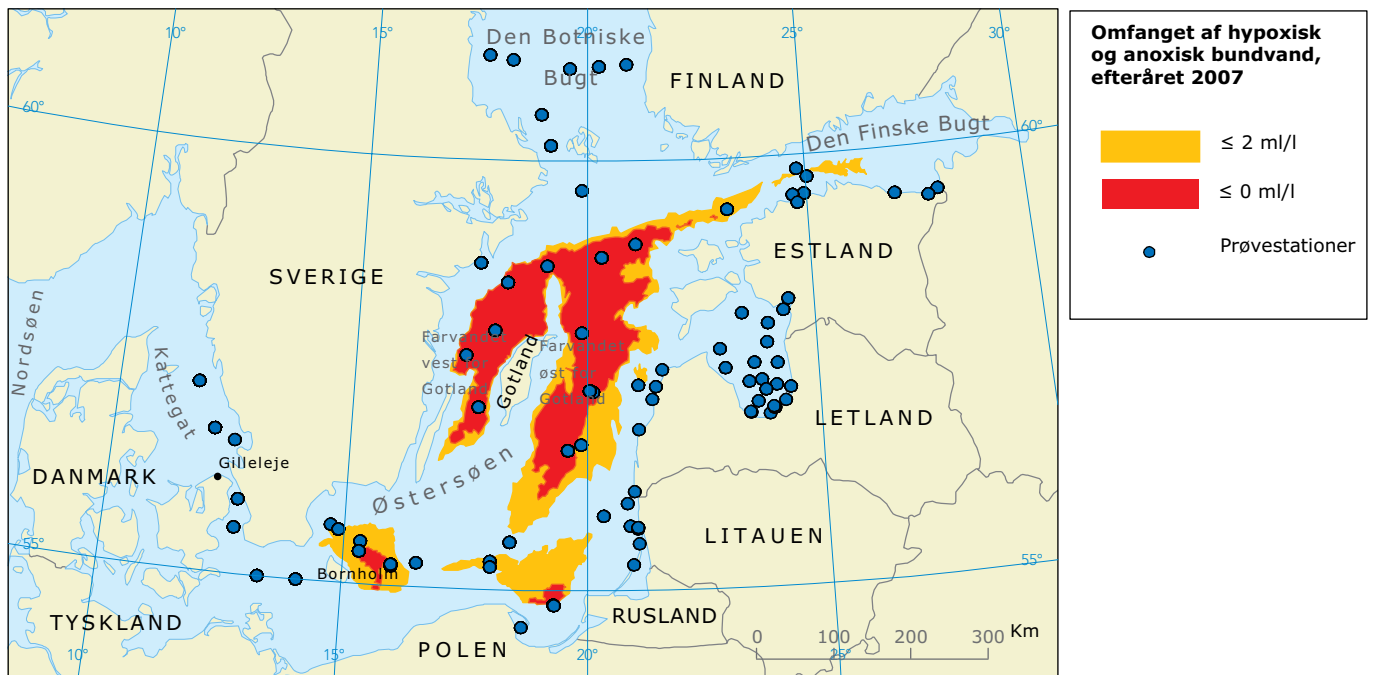 10°
15°
20°
25°
30°
Den Botniske
Bugt
FINLAND
60°
60°
Den Finske Bugt
SVERIGE
ESTLAND
Nordsøen
Kattegat
Farvandet
vest for
Gotland
Gotland
Farvandet
øst for
Gotland
LETLAND
DANMARK
Gilleleje
Østersøen
LITAUEN
55°
55°
Bornholm
TYSKLAND
POLEN
RUSLAND
0 100 200 300 Km
10°
15°
20°
25°
Omfanget af hypoxisk
og anoxisk bundvand,
efteråret 2007
≤ 2 ml/l
≤ 0 ml/l
Prøvestationer